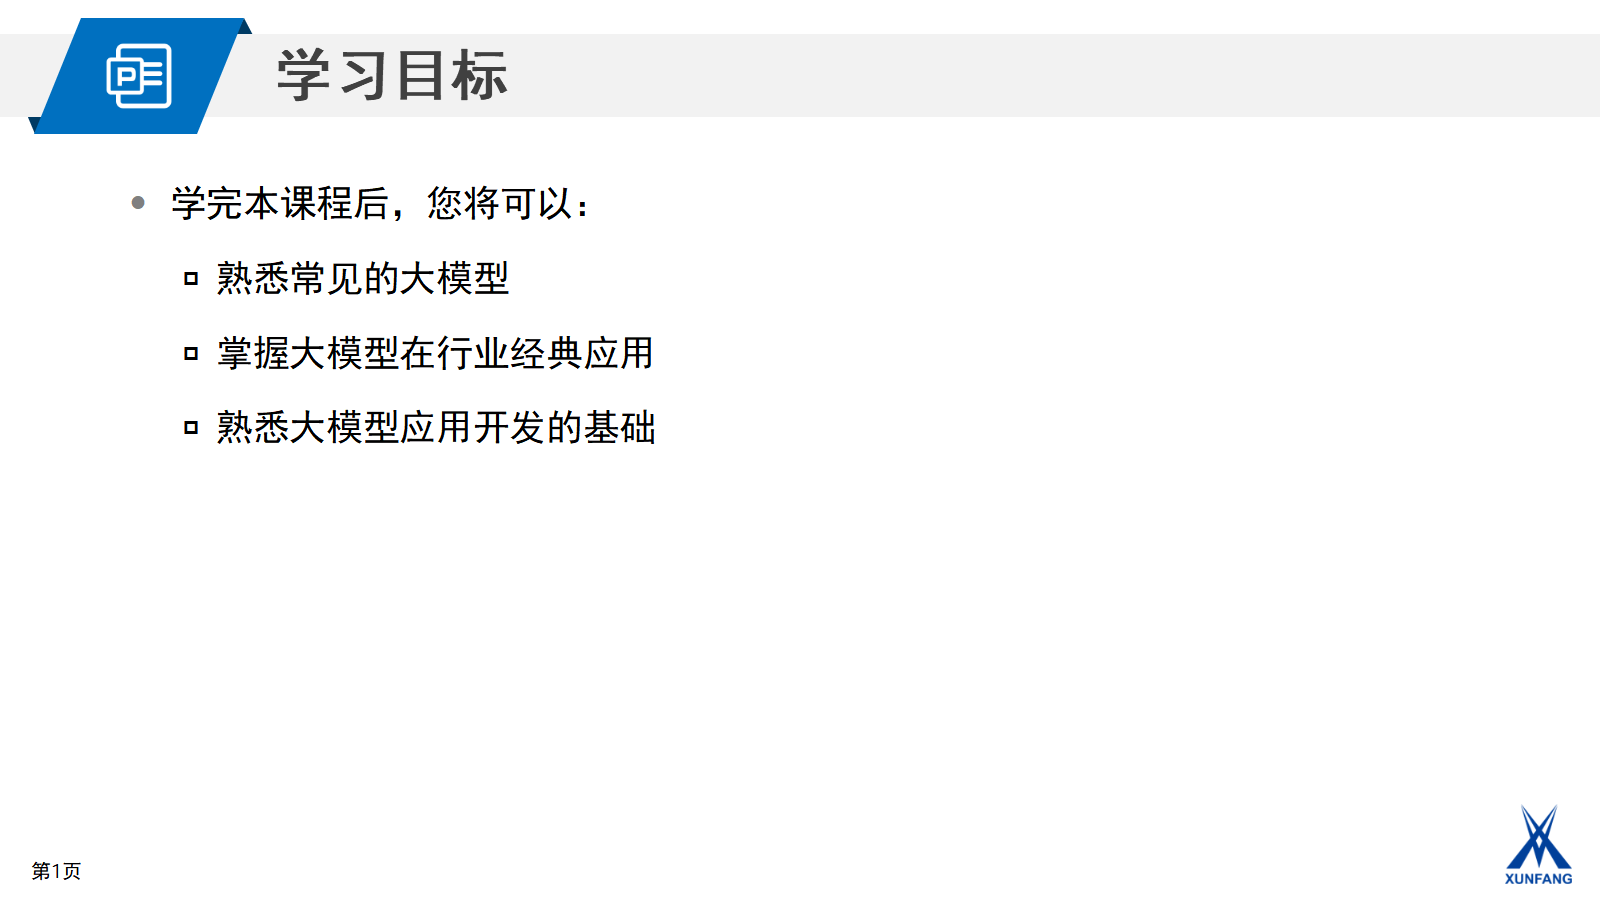 学习目标
学完本课程后，您将可以：
熟悉常见的大模型
掌握大模型在行业经典应用
熟悉大模型应用开发的基础
第1页
XUNFANG